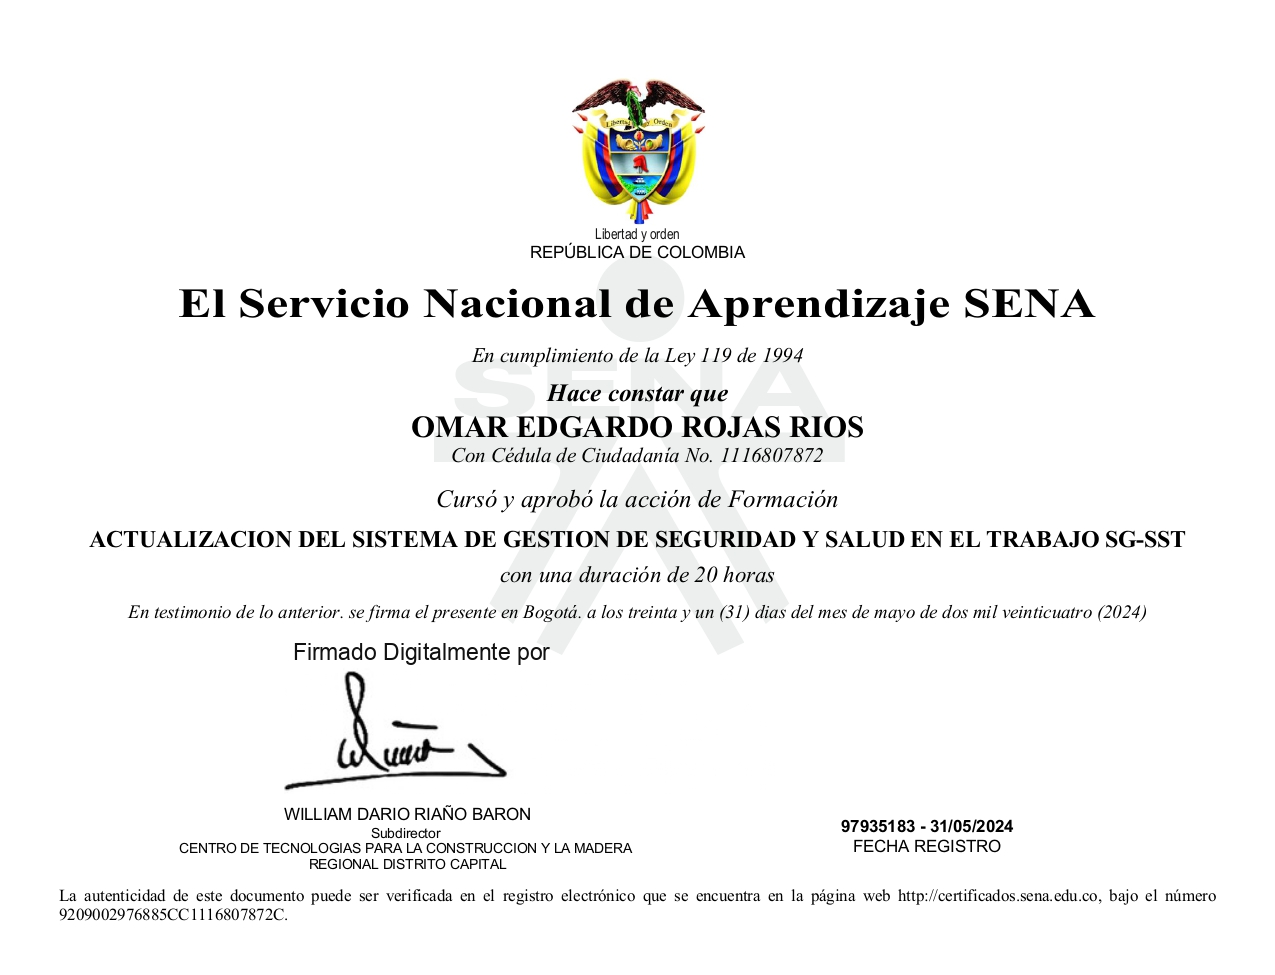 Libertad y Orden
Libertad y orden
REPÚBLICA DE COLOMBIA
El Servicio Nacional de Aprendizaje SENA
En cumplimiento de la Ley 119 de 1994
SENA
Hace constar que
OMAR EDGARDO ROJAS RIOS
Con Cédula de Ciudadanía No. 1116807872
Cursó y aprobó la acción de Formación
ACTUALIZACION DEL SISTEMA DE GESTION DE SEGURIDAD Y SALUD EN EL TRABAJO SG-SST
con una duración de 20 horas
En testimonio de lo anterior. se firma el presente en Bogotá. a los treinta y un (31) dias del mes de mayo de dos mil veinticuatro (2024)
Firmado Digitalmente por
WILLIAM DARIO RIAÑO BARON
Subdirector
CENTRO DE TECNOLOGIAS PARA LA CONSTRUCCION Y LA MADERA
REGIONAL DISTRITO CAPITAL
97935183 - 31/05/2024
FECHA REGISTRO
La autenticidad de este documento puede ser verificada en el registro electrónico que se encuentra en la página web http://certificados.sena.edu.co, bajo el número
9209002976885CC1116807872C.